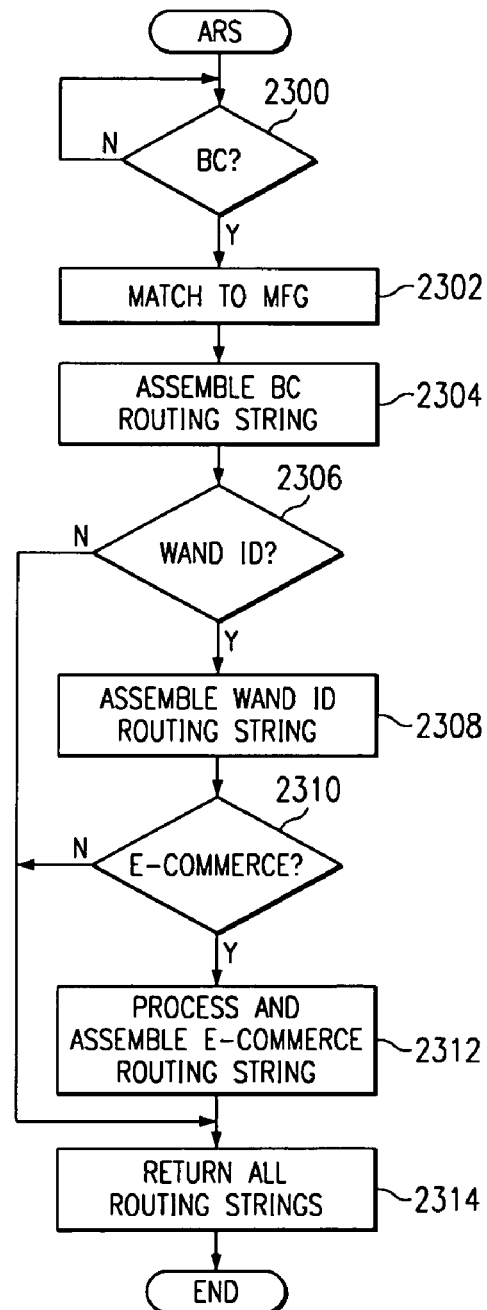 ARS
2300
N
BC?
Y
MATCH TO MFG
2302
ASSEMBLE BC
ROUTING STRING
2304
2306
N
WAND ID?
Y
ASSEMBLE WAND ID
ROUTING STRING
2308
2310
N
E-COMMERCE?
Y
PROCESS AND
ASSEMBLE E-COMMERCE
ROUTING STRING
2312
RETURN ALL
ROUTING STRINGS
2314
END